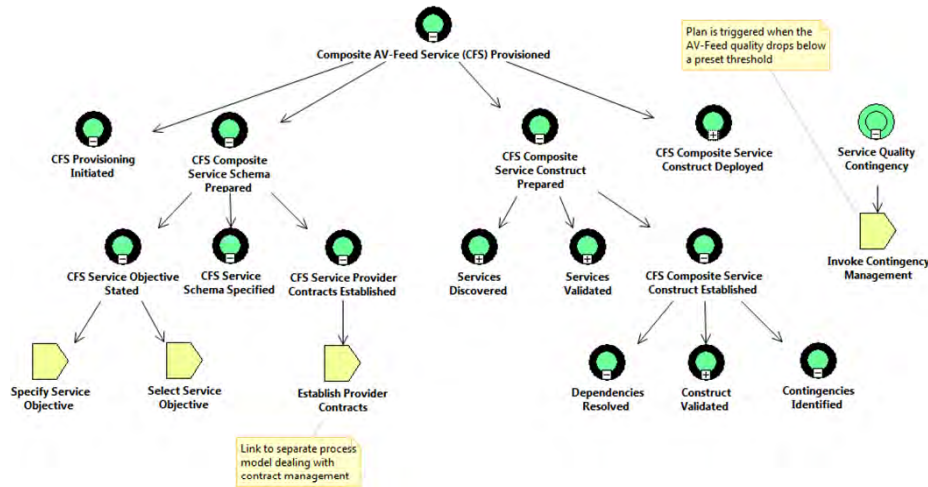 Plan is triggered when the
AV-Feed quality drops below
a preset threshold
Composite AV-Feed Service (CFS) Provisioned
CFS Provisioning
Initiated
CFS Composite
Service Schema
Prepared
CFS Composite
Service Construct
Prepared
CFS Composite Service
Construct Deployed
Service Quality
Contingency
CFS Service Objective
Stated
CFS Service
Schema Specified
CFS Service Provider
Contracts Established
Services
Discovered
Services
Validated
CFS Composite Service
Construct Established
Invoke Contingency
Management
Specify Service
Objective
Select Service
Objective
Establish Provider
Contracts
Dependencies
Resolved
Construct
Validated
Contingencies
Identified
Link to separate process
model dealing with
contract management